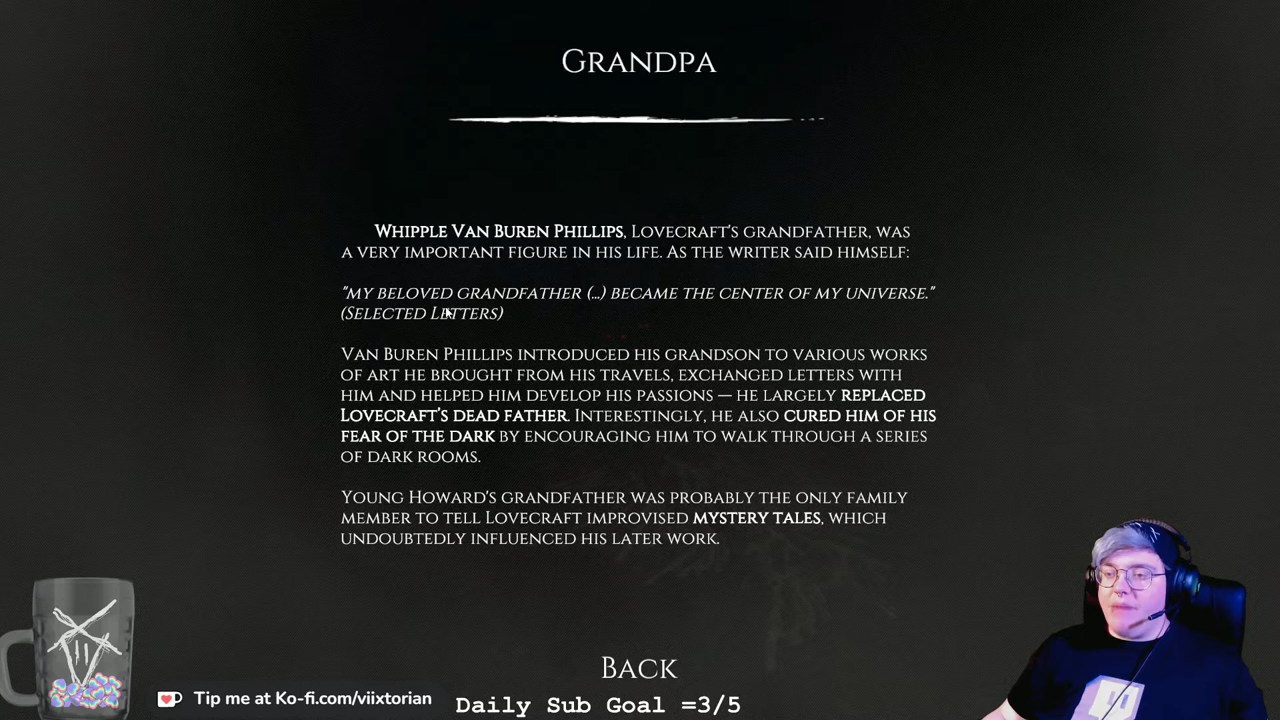 Grandpa
Whipple Van Buren Phillips, Lovecraft's grandfather, was
a very important figure in his life. As the writer said himself:
"my beloved grandfather (...) became the center of my universe."
(Selected Letters)
Van Buren Phillips introduced his grandson to various works
of art he brought from his travels, exchanged letters with
him and helped him develop his passions — he largely replaced
Lovecraft's dead father. Interestingly, he also cured him of his
fear of the dark by encouraging him to walk through a series
of dark rooms.
Young Howard's grandfather was probably the only family
member to tell Lovecraft improvised mystery tales, which
undoubtedly influenced his later work.
Back
Tip me at Ko-fi.com/viixtorian
Daily Sub Goal =3/5